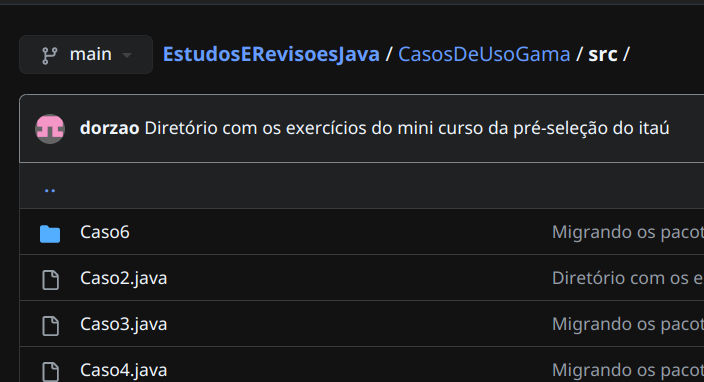 main EstudosERevisoesJava / CasosDeUsoGama / src /
dorzao Diretório com os exercícios do mini curso da pré-seleção do itaú
..
Caso6 Migrando os pacot
Caso2.java Diretório com os e
Caso3.java Migrando os pacot
Caso4.java Migrando os pacot